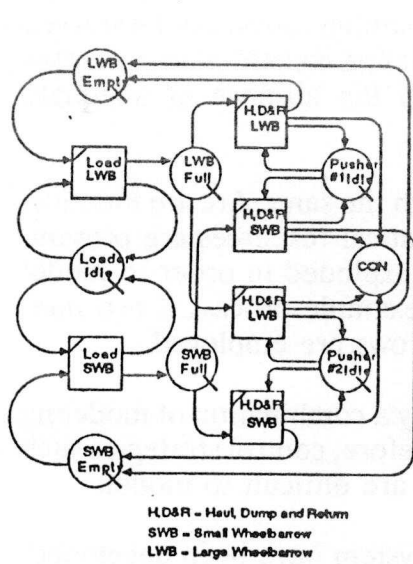 LWB
Empty
H,D&R
LWB
Load
LWB
LWB
Full
Pusher
#1Idle
H,D&R
SWB
CON
Loader
Idle
H,D&R
LWB
Load
SWB
SWB
Full
Pusher
#2Idle
H,D&R
SWB
SWB
Empty
H,D&R = Haul, Dump and Return
SWB = Small Wheelbarrow
LWB = Large Wheelbarrow